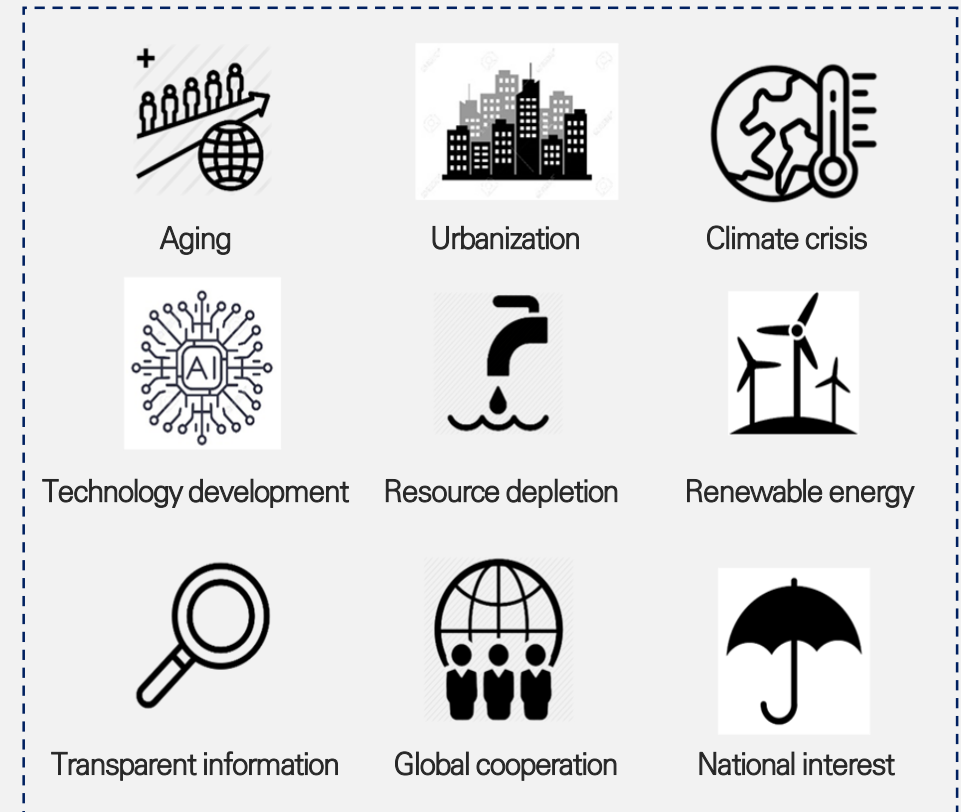 Aging
Urbanization
Climate crisis
AI
Technology development
Resource depletion
Renewable energy
Transparent information
Global cooperation
National interest